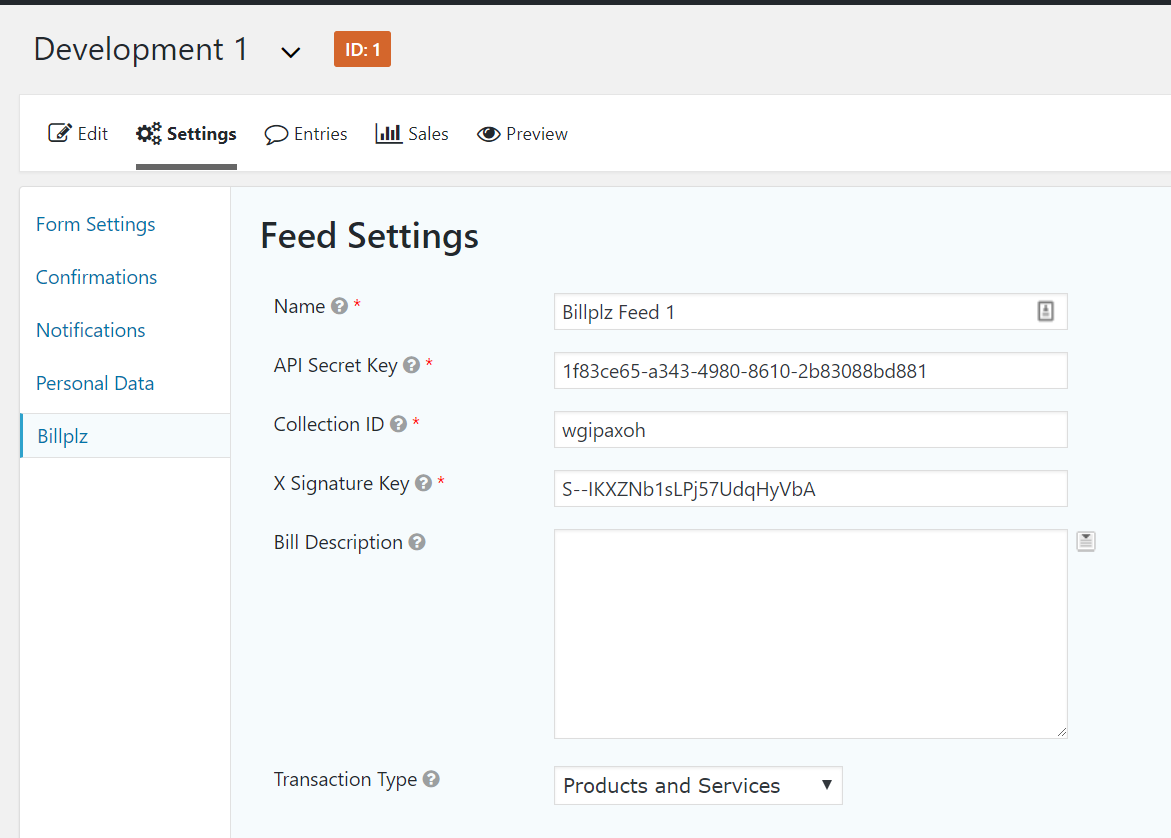 Development 1
ID: 1
Edit
Settings
Entries
Sales
Preview
Form Settings
Confirmations
Notifications
Personal Data
Billplz
Feed Settings
Name ? *
Billplz Feed 1
API Secret Key ? *
1f83ce65-a343-4980-8610-2b83088bd881
Collection ID ? *
wgipaxoh
X Signature Key ? *
S--IKXZNb1sLPj57UdqHyVbA
Bill Description ?
Transaction Type ?
Products and Services